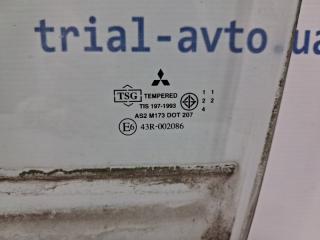 trial-avto.ua
TSG TEMPERED 1 1
TIS 197-1993 2 2
AS2 M173 DOT 207 4
E6 43R-002086